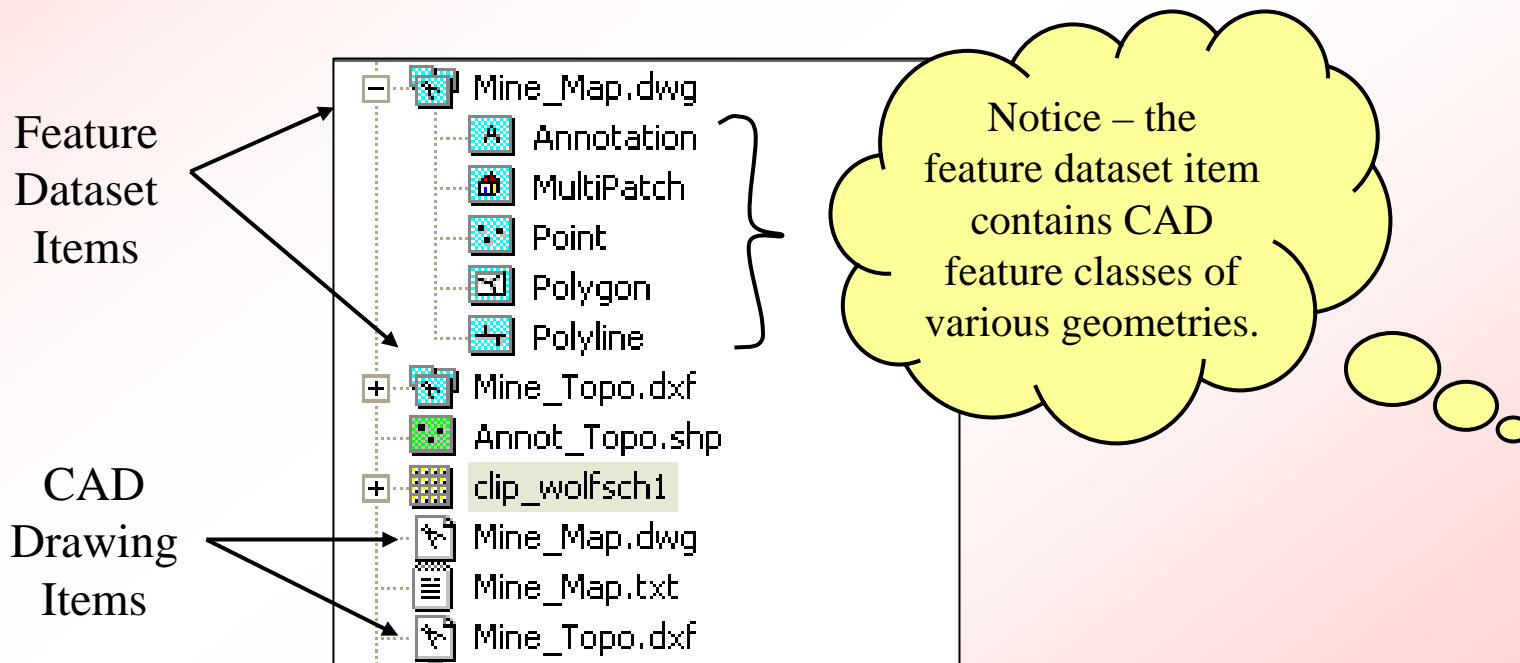 Feature
Dataset
Items
CAD
Drawing
Items
Mine_Map.dwg
Annotation
MultiPatch
Point
Polygon
Polyline
Mine_Topo.dxf
Annot_Topo.shp
clip_wolfsch1
Mine_Map.dwg
Mine_Map.txt
Mine_Topo.dxf
Notice – the
feature dataset item
contains CAD
feature classes of
various geometries.